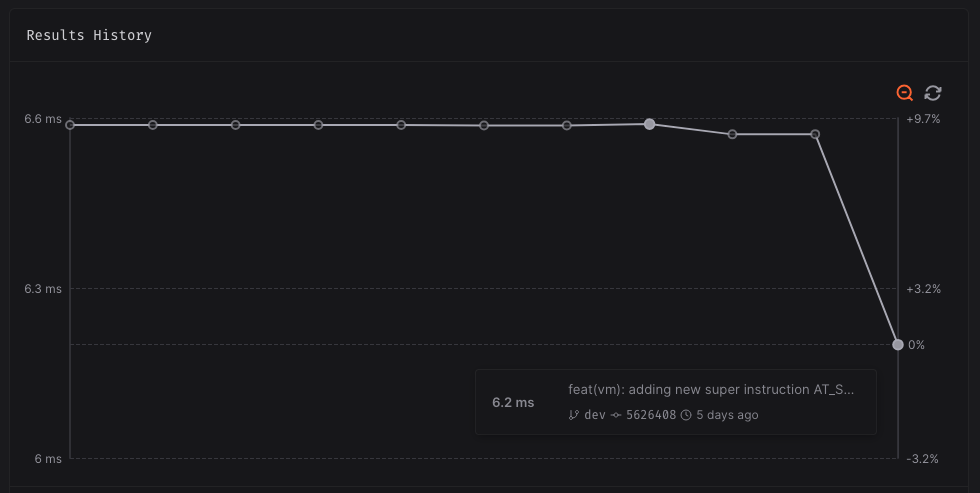 Results History
6.6 ms
+9.7%
6.3 ms
+3.2%
0%
feat(vm): adding new super instruction AT_S...
6.2 ms
dev 5626408 5 days ago
6 ms
-3.2%